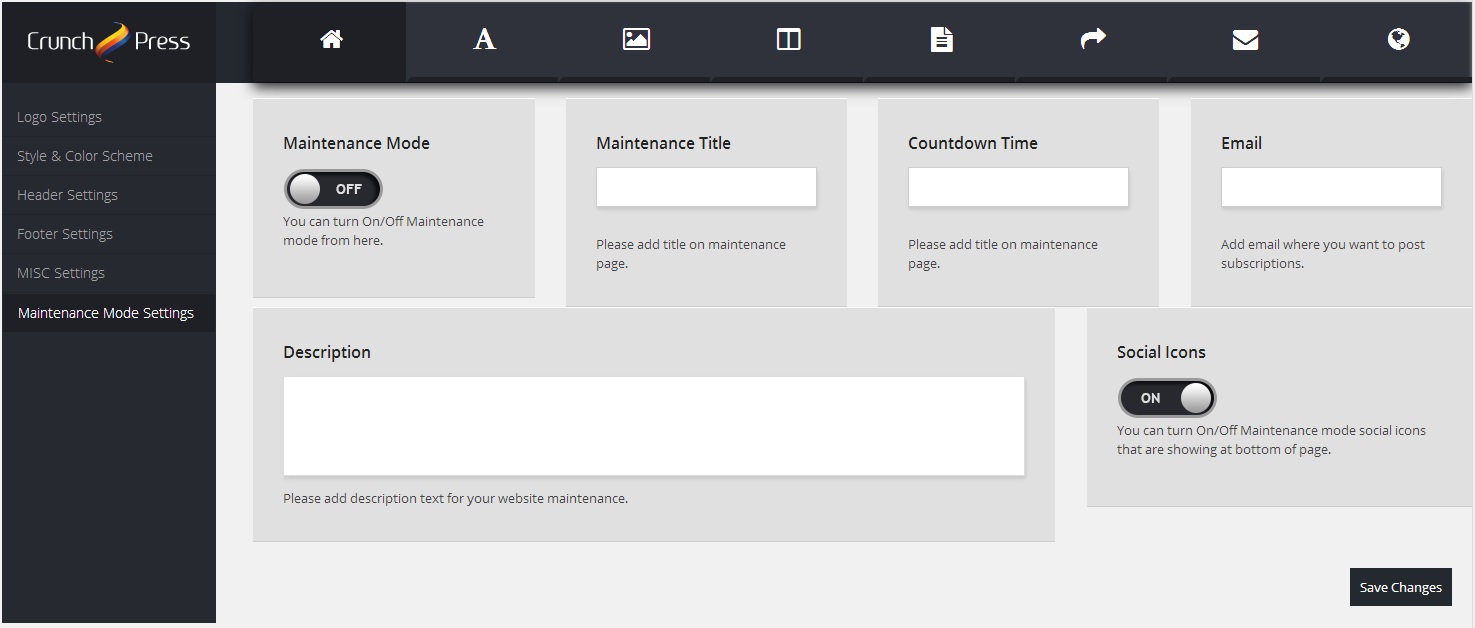 Crunch Press
Logo Settings
Style & Color Scheme
Header Settings
Footer Settings
MISC Settings
Maintenance Mode Settings
Maintenance Mode
OFF
You can turn On/Off Maintenance
mode from here.
Maintenance Title
Please add title on maintenance
page.
Countdown Time
Please add title on maintenance
page.
Email
Add email where you want to post
subscriptions.
Description
Please add description text for your website maintenance.
Social Icons
ON
You can turn On/Off Maintenance mode social icons
that are showing at bottom of page.
Save Changes